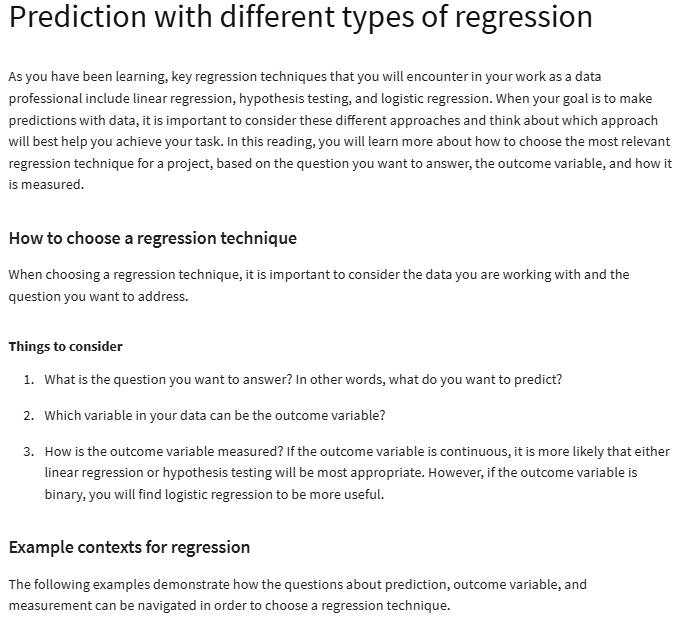 Prediction with different types of regression
As you have been learning, key regression techniques that you will encounter in your work as a data
professional include linear regression, hypothesis testing, and logistic regression. When your goal is to make
predictions with data, it is important to consider these different approaches and think about which approach
will best help you achieve your task. In this reading, you will learn more about how to choose the most relevant
regression technique for a project, based on the question you want to answer, the outcome variable, and how it
is measured.
How to choose a regression technique
When choosing a regression technique, it is important to consider the data you are working with and the
question you want to address.
Things to consider
1. What is the question you want to answer? In other words, what do you want to predict?
2. Which variable in your data can be the outcome variable?
3. How is the outcome variable measured? If the outcome variable is continuous, it is more likely that either
linear regression or hypothesis testing will be most appropriate. However, if the outcome variable is
binary, you will find logistic regression to be more useful.
Example contexts for regression
The following examples demonstrate how the questions about prediction, outcome variable, and
measurement can be navigated in order to choose a regression technique.